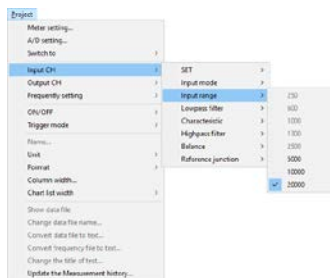 Project
Meter setting...
A/D setting...
Switch to
Input CH
Output CH
Frequently setting
ON/OFF
Trigger mode
Name...
Unit
Format
Column width...
Chart list width
Show data file
Change data file name...
Convert data file to text...
Convert frequency file to text...
Change the title of test...
Update the Measurement history...
SET
Input mode
Input range
Lowpass filter
Characteristic
Highpass filter
Balance
Reference junction
250
500
1000
2500
5000
10000
20000